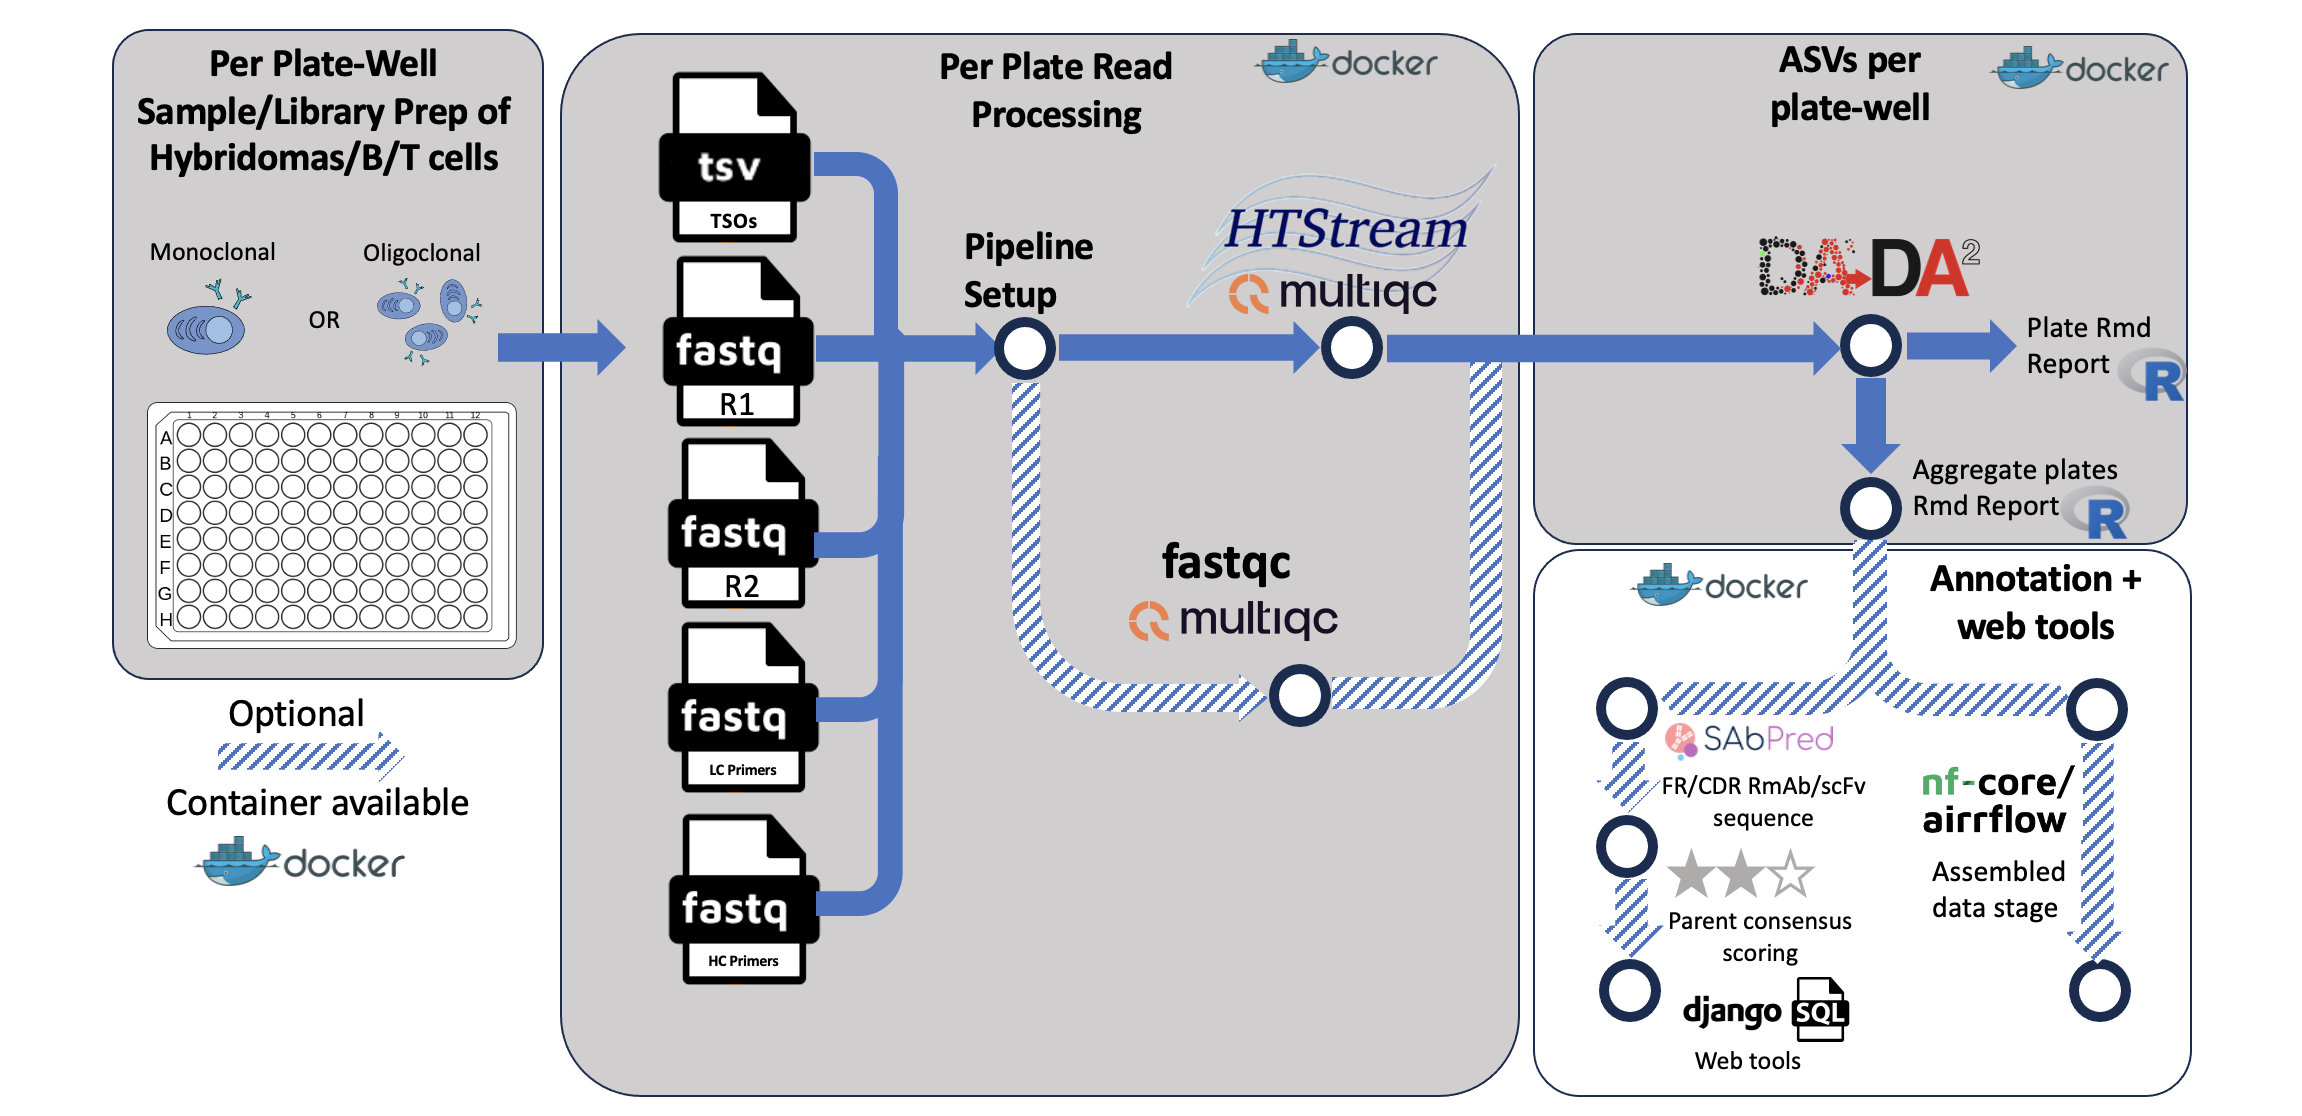 Per Plate-Well
Sample/Library Prep of
Hybridomas/B/T cells
Monoclonal
OR
Oligoclonal
1 2 3 4 5 6 7 8 9 10 11 12
A
B
C
D
E
F
G
H
Optional
Container available
docker
Per Plate Read
Processing
docker
tsv
TSOs
fastq
R1
fastq
R2
fastq
LC Primers
fastq
HC Primers
Pipeline
Setup
HTStream
multiqc
fastqc
multiqc
ASVs per
plate-well
docker
DADA2
Plate Rmd
Report R
Aggregate plates
Rmd Report R
docker
Annotation +
web tools
SAbPred
FR/CDR RmAb/scFv
sequence
Parent consensus
scoring
django SQL
Web tools
nf-core/
airrflow
Assembled
data stage